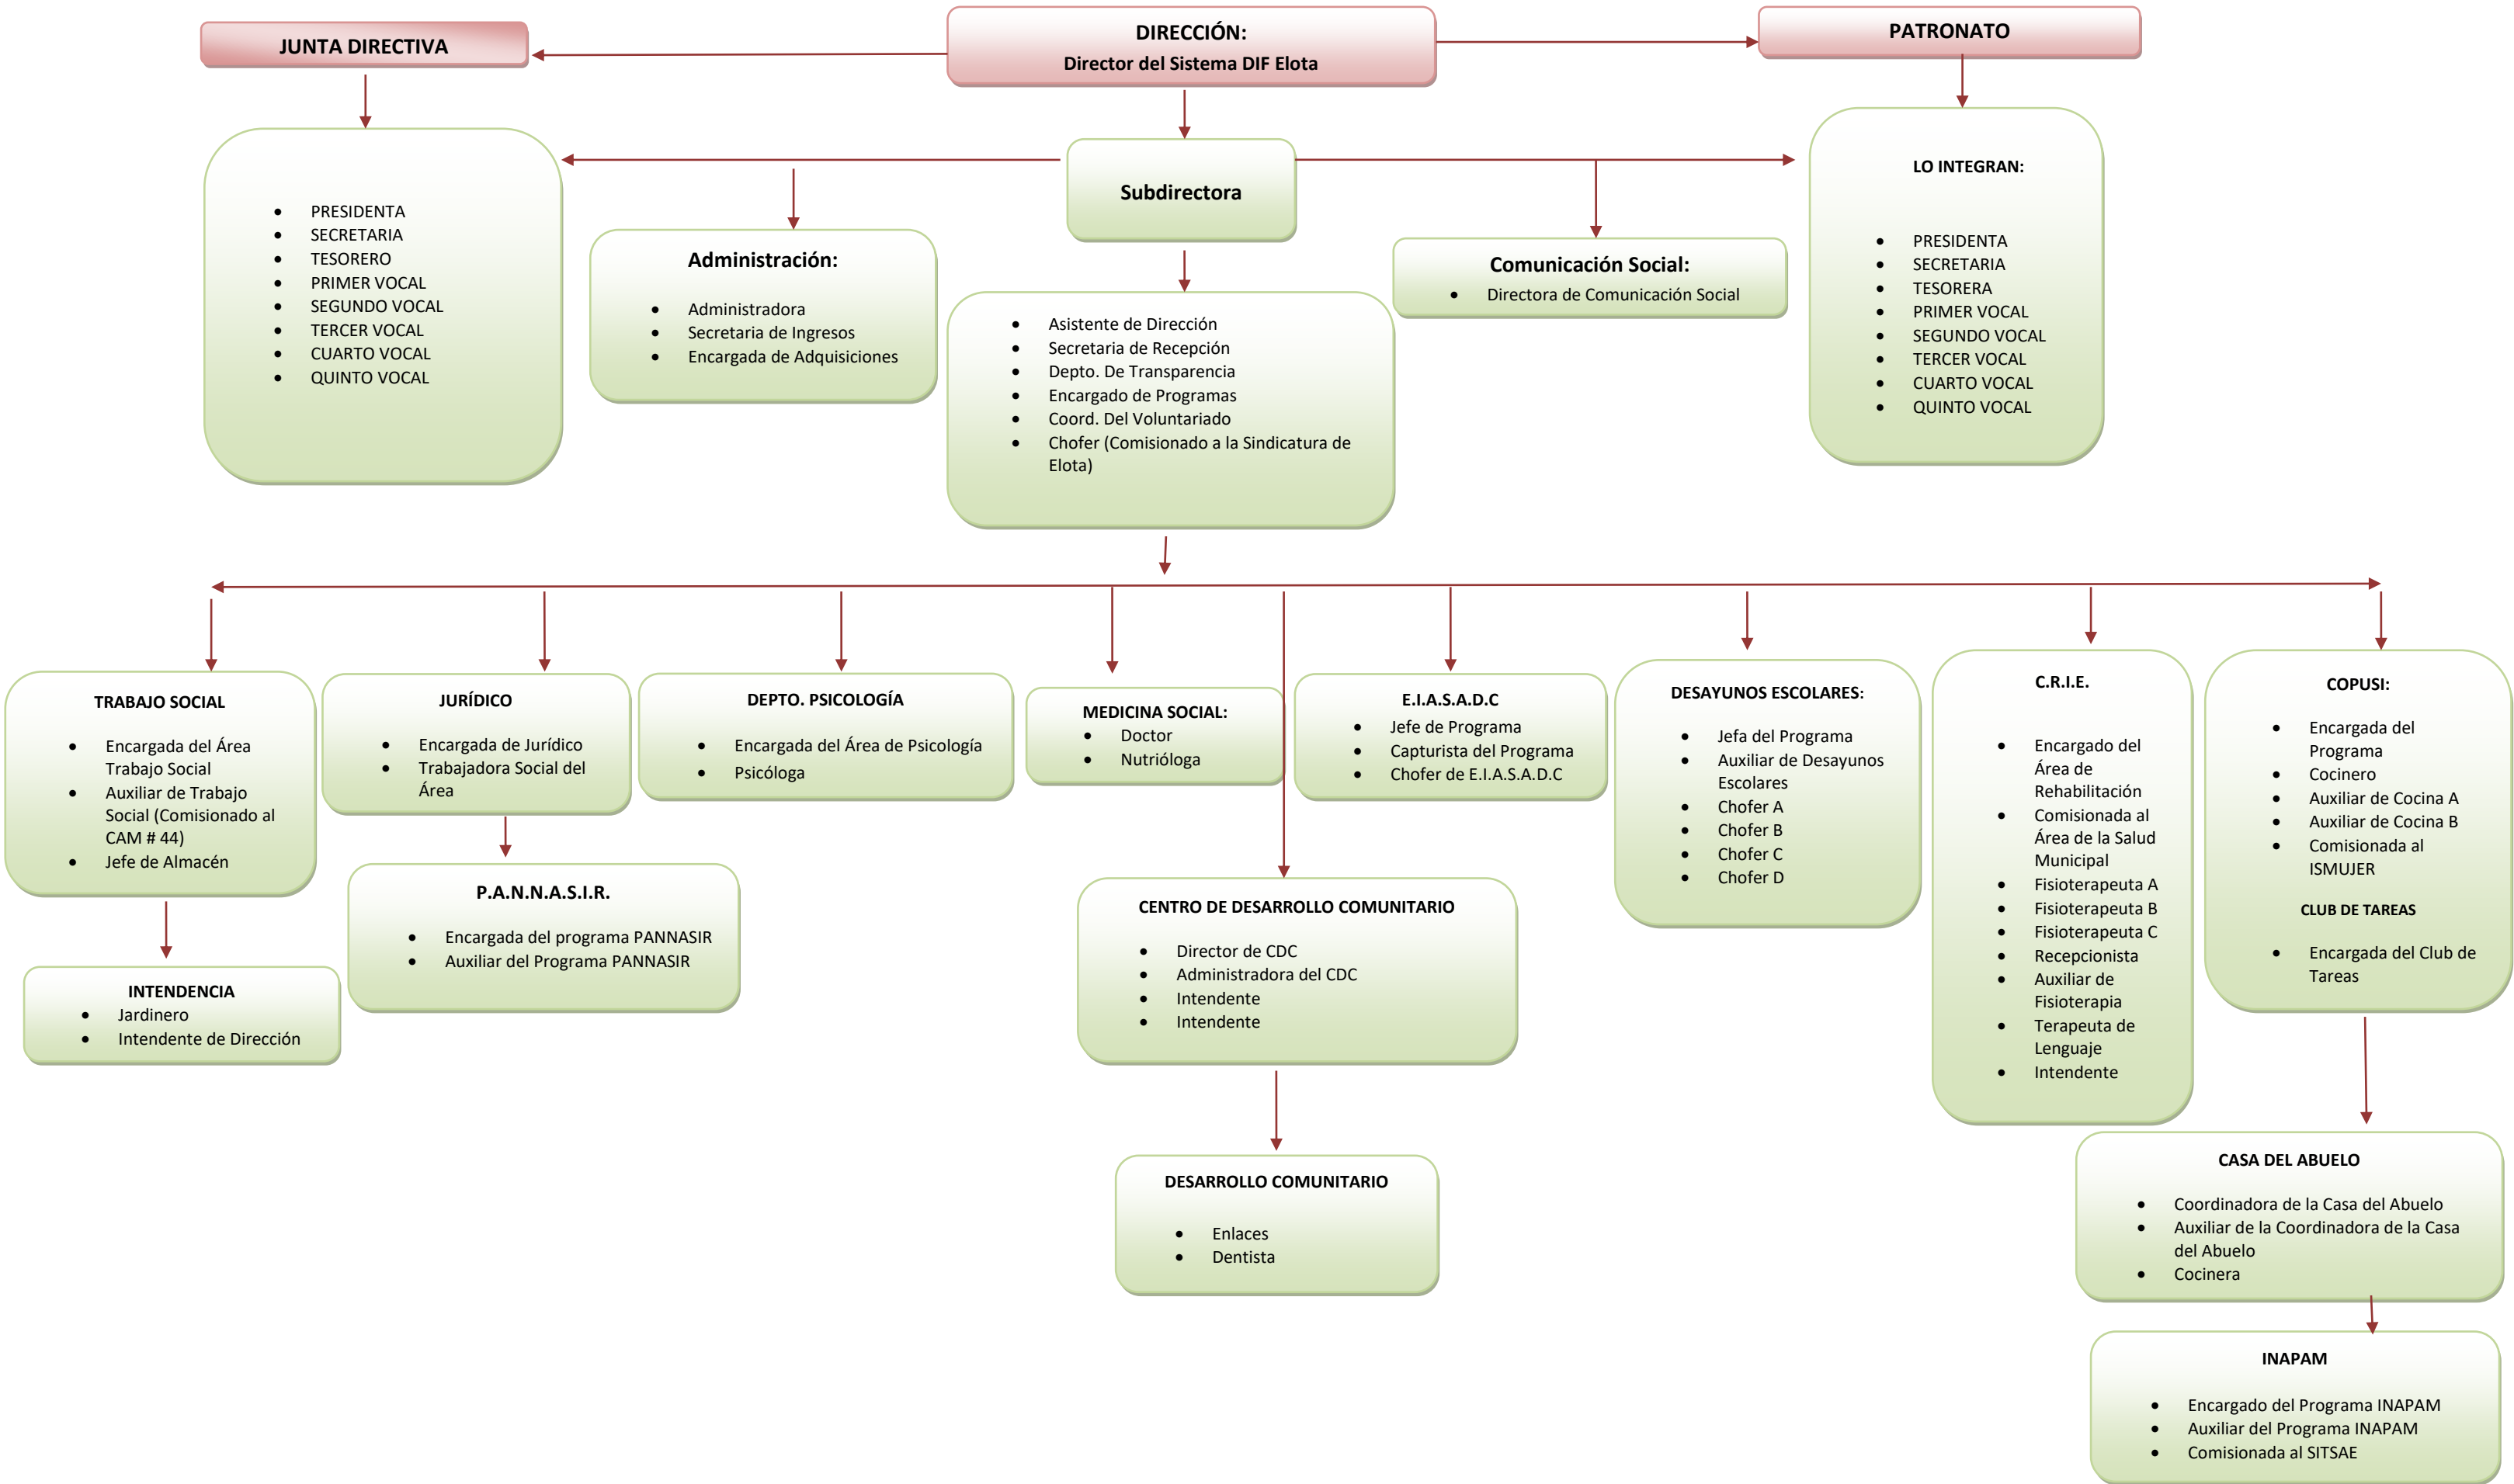 JUNTA DIRECTIVA
DIRECCIÓN:
Director del Sistema DIF Elota
PATRONATO
PRESIDENTA
SECRETARIA
TESORERO
PRIMER VOCAL
SEGUNDO VOCAL
TERCER VOCAL
CUARTO VOCAL
QUINTO VOCAL
Administración:
Administradora
Secretaria de Ingresos
Encargada de Adquisiciones
Subdirectora
Asistente de Dirección
Secretaria de Recepción
Depto. De Transparencia
Encargado de Programas
Coord. Del Voluntariado
Chofer (Comisionado a la Sindicatura de
Elota)
Comunicación Social:
Directora de Comunicación Social
LO INTEGRAN:
PRESIDENTA
SECRETARIA
TESORERA
PRIMER VOCAL
SEGUNDO VOCAL
TERCER VOCAL
CUARTO VOCAL
QUINTO VOCAL
TRABAJO SOCIAL
Encargada del Área
Trabajo Social
Auxiliar de Trabajo
Social (Comisionado al
CAM # 44)
Jefe de Almacén
INTENDENCIA
Jardinero
Intendente de Dirección
JURÍDICO
Encargada de Jurídico
Trabajadora Social del
Área
P.A.N.N.A.S.I.R.
Encargada del programa PANNASIR
Auxiliar del Programa PANNASIR
DEPTO. PSICOLOGÍA
Encargada del Área de Psicología
Psicóloga
MEDICINA SOCIAL:
Doctor
Nutrióloga
CENTRO DE DESARROLLO COMUNITARIO
Director de CDC
Administradora del CDC
Intendente
Intendente
DESARROLLO COMUNITARIO
Enlaces
Dentista
E.I.A.S.A.D.C
Jefe de Programa
Capturista del Programa
Chofer de E.I.A.S.A.D.C
DESAYUNOS ESCOLARES:
Jefa del Programa
Auxiliar de Desayunos
Escolares
Chofer A
Chofer B
Chofer C
Chofer D
C.R.I.E.
Encargado del
Área de
Rehabilitación
Comisionada al
Área de la Salud
Municipal
Fisioterapeuta A
Fisioterapeuta B
Fisioterapeuta C
Recepcionista
Auxiliar de
Fisioterapia
Terapeuta de
Lenguaje
Intendente
COPUSI:
Encargada del
Programa
Cocinero
Auxiliar de Cocina A
Auxiliar de Cocina B
Comisionada al
ISMUJER
CLUB DE TAREAS
Encargada del Club de
Tareas
CASA DEL ABUELO
Coordinadora de la Casa del Abuelo
Auxiliar de la Coordinadora de la Casa
del Abuelo
Cocinera
INAPAM
Encargado del Programa INAPAM
Auxiliar del Programa INAPAM
Comisionada al SITSAE